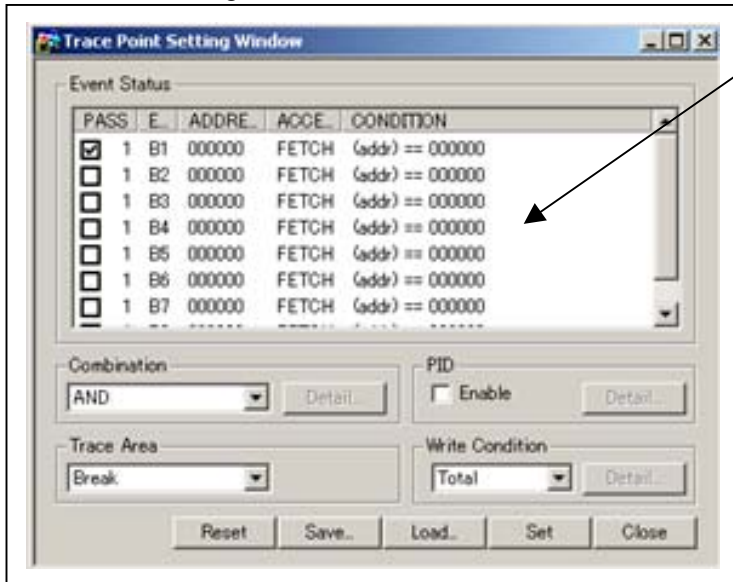 Trace Point Setting Window
Event Status
PASS E... ADDRE... ACCE... CONDITION
1 B1 000000 FETCH (addr) == 000000
1 B2 000000 FETCH (addr) == 000000
1 B3 000000 FETCH (addr) == 000000
1 B4 000000 FETCH (addr) == 000000
1 B5 000000 FETCH (addr) == 000000
1 B6 000000 FETCH (addr) == 000000
1 B7 000000 FETCH (addr) == 000000
Combination
AND Detail...
PID
Enable Detail...
Trace Area
Break
Write Condition
Total Detail...
Reset Save... Load... Set Close